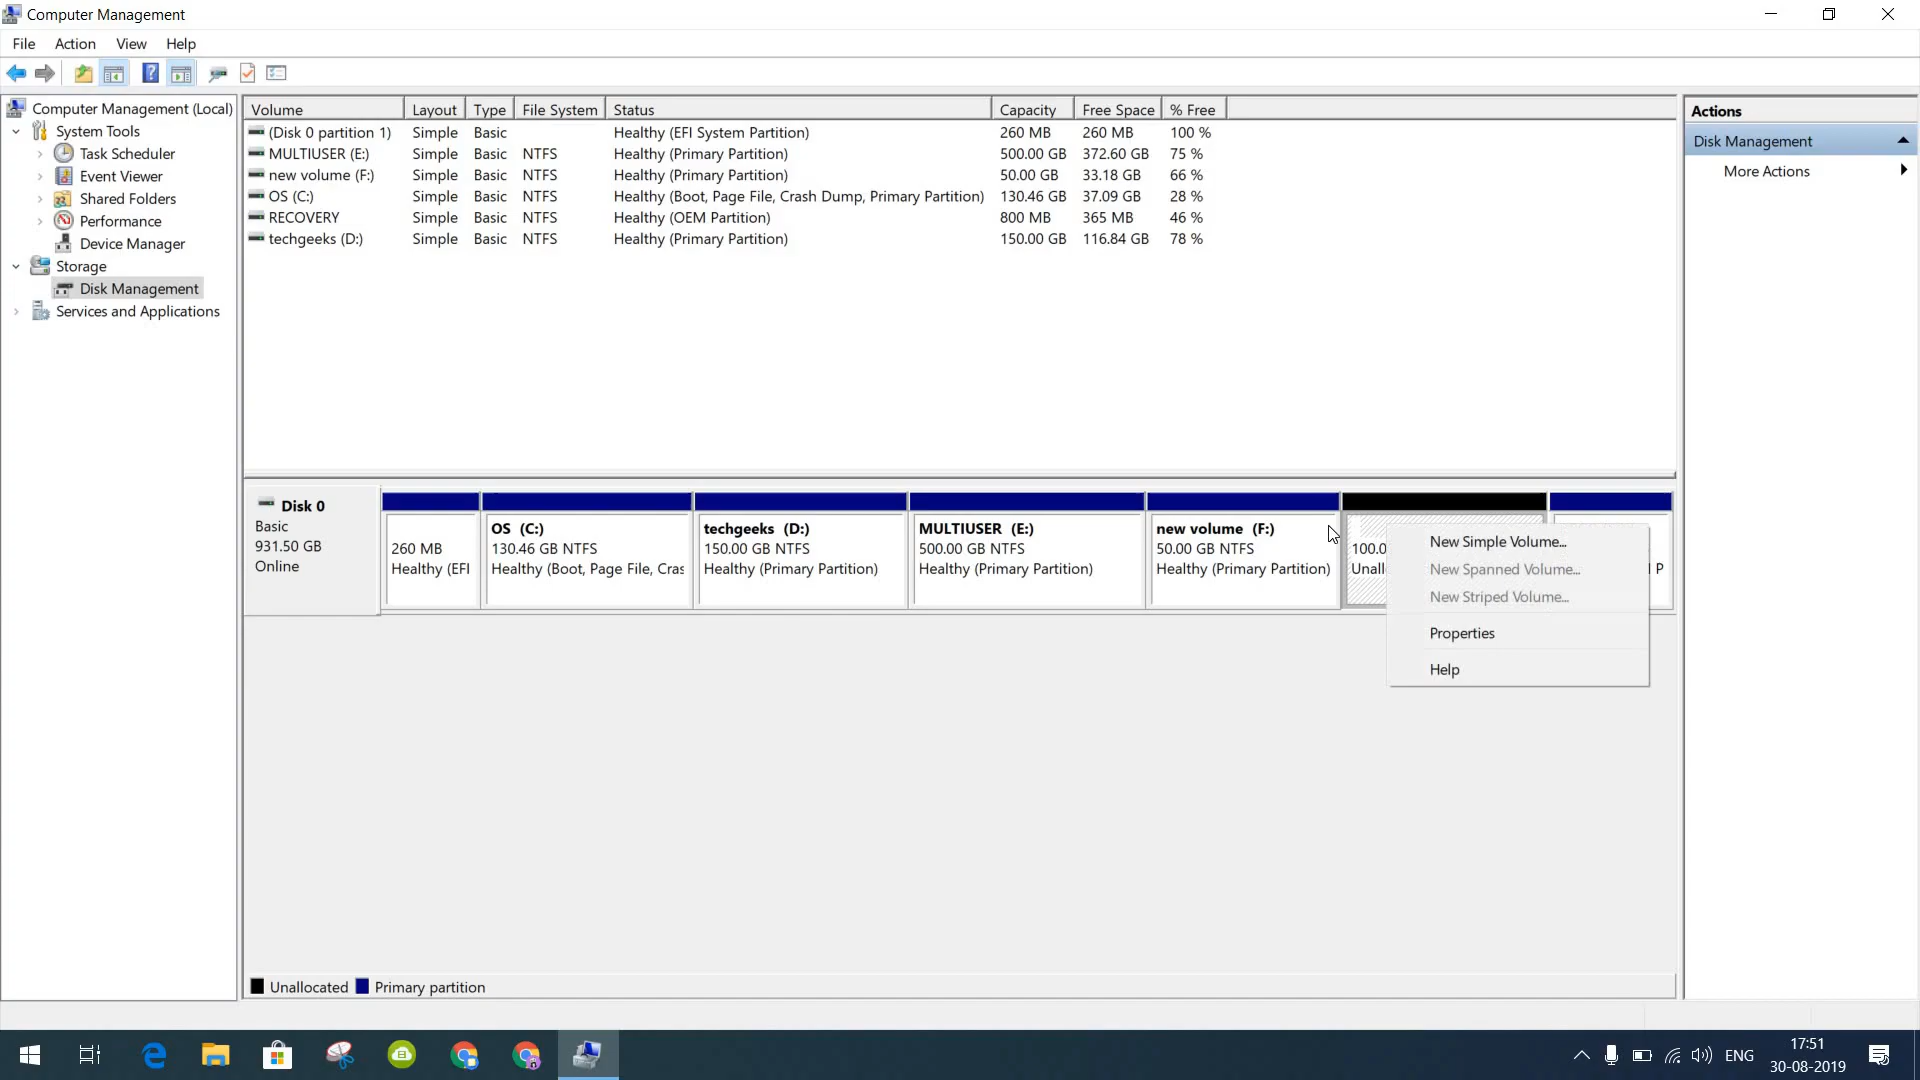 Computer Management
File Action View Help
Computer Management (Local)
System Tools
Task Scheduler
Event Viewer
Shared Folders
Performance
Device Manager
Storage
Disk Management
Services and Applications
Volume Layout Type File System Status Capacity Free Space % Free
(Disk 0 partition 1) Simple Basic Healthy (EFI System Partition) 260 MB 260 MB 100 %
MULTIUSER (E:) Simple Basic NTFS Healthy (Primary Partition) 500.00 GB 372.60 GB 75 %
new volume (F:) Simple Basic NTFS Healthy (Primary Partition) 50.00 GB 33.18 GB 66 %
OS (C:) Simple Basic NTFS Healthy (Boot, Page File, Crash Dump, Primary Partition) 130.46 GB 37.09 GB 28 %
RECOVERY Simple Basic NTFS Healthy (OEM Partition) 800 MB 365 MB 46 %
techgeeks (D:) Simple Basic NTFS Healthy (Primary Partition) 150.00 GB 116.84 GB 78 %
Disk 0
Basic
931.50 GB
Online
260 MB
Healthy (EFI
OS (C:)
130.46 GB NTFS
Healthy (Boot, Page File, Cras
techgeeks (D:)
150.00 GB NTFS
Healthy (Primary Partition)
MULTIUSER (E:)
500.00 GB NTFS
Healthy (Primary Partition)
new volume (F:)
50.00 GB NTFS
Healthy (Primary Partition)
100.0
Unall
P
New Simple Volume...
New Spanned Volume...
New Striped Volume...
Properties
Help
Unallocated Primary partition
Actions
Disk Management
More Actions
ENG
17:51
30-08-2019